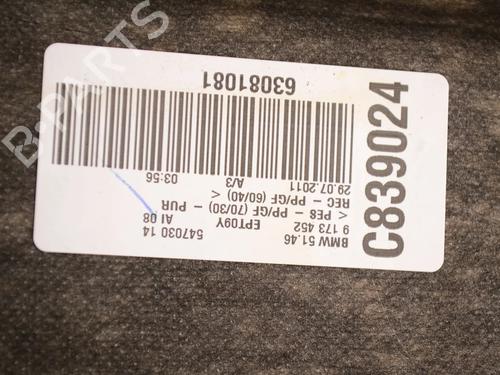 C839024
BMW 51.46
9 173 452
EPT09Y
547030 14
AI 08
< PES - PP/GF (70/30) - PUR
REC - PP/GF (60/40) <
29.07.2011
A/3
03:56
63081081
B-PARTS